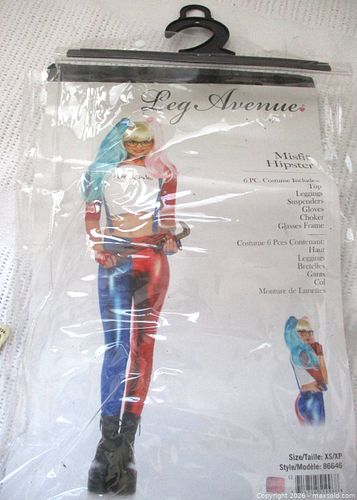 Leg Avenue
Misfit
Hipster
6 PC. Costume Includes:
Top
Leggings
Suspenders
Gloves
Choker
Glasses Frame
Costume 6 Pces Contenant:
Haut
Leggings
Bretelles
Gants
Col
Monture de Lunettes
Size/Taille: XS/XP
Style/Modèle: 86646
Copyright 2026 - maxsold.com